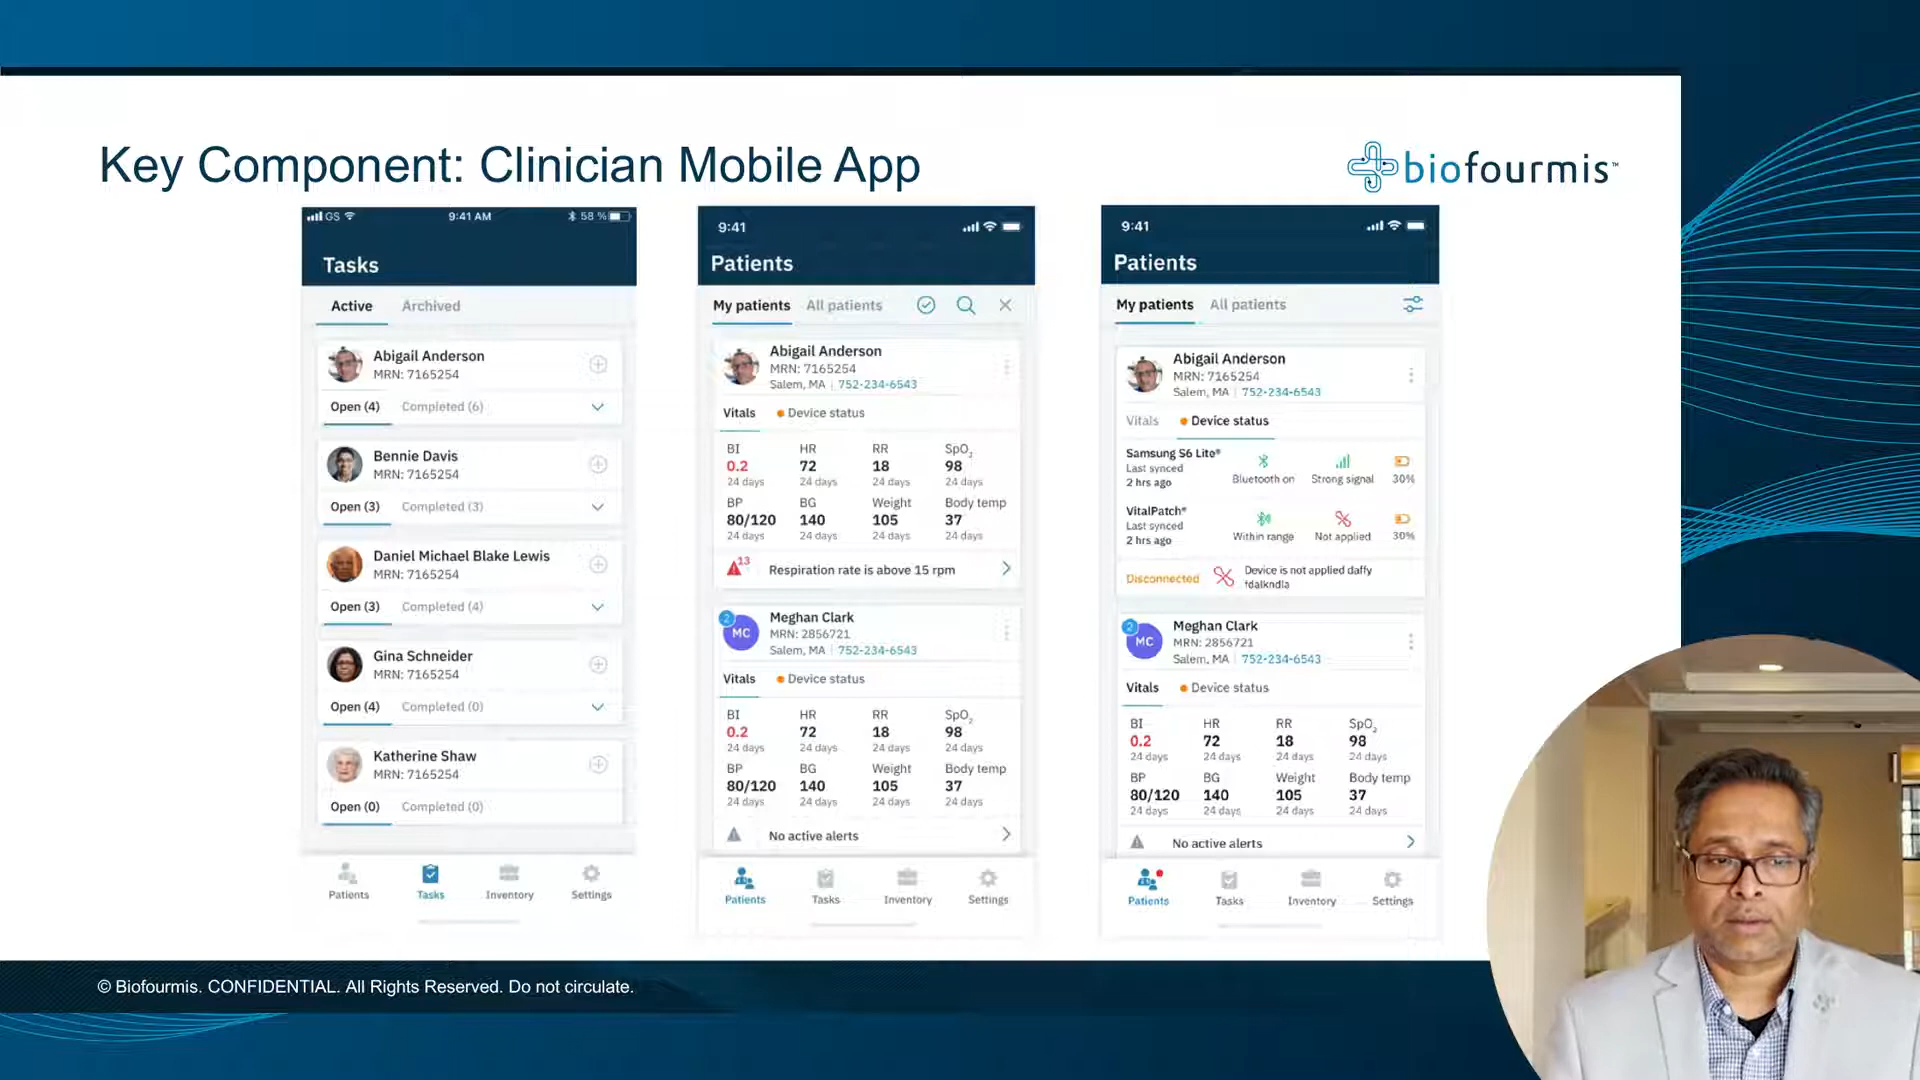 Key Component: Clinician Mobile App
biofourmis™
GS 9:41 AM 58 %
Tasks
Active Archived
Abigail Anderson
MRN: 7165254
Open (4) Completed (6)
Bennie Davis
MRN: 7165254
Open (3) Completed (3)
Daniel Michael Blake Lewis
MRN: 7165254
Open (3) Completed (4)
Gina Schneider
MRN: 7165254
Open (4) Completed (0)
Katherine Shaw
MRN: 7165254
Open (0) Completed (0)
Patients Tasks Inventory Settings
9:41
Patients
My patients All patients
Abigail Anderson
MRN: 7165254
Salem, MA | 752-234-6543
Vitals Device status
BI HR RR SpO₂
0.2 72 18 98
24 days 24 days 24 days 24 days
BP BG Weight Body temp
80/120 140 105 37
24 days 24 days 24 days 24 days
13 Respiration rate is above 15 rpm
2 MC
Meghan Clark
MRN: 2856721
Salem, MA | 752-234-6543
Vitals Device status
BI HR RR SpO₂
0.2 72 18 98
24 days 24 days 24 days 24 days
BP BG Weight Body temp
80/120 140 105 37
24 days 24 days 24 days 24 days
No active alerts
Patients Tasks Inventory Settings
9:41
Patients
My patients All patients
Abigail Anderson
MRN: 7165254
Salem, MA | 752-234-6543
Vitals Device status
Samsung S6 Lite®
Last synced
2 hrs ago
Bluetooth on Strong signal 30%
VitalPatch®
Last synced
2 hrs ago
Within range Not applied 30%
Disconnected
Device is not applied daffy
fdalkndla
2 MC
Meghan Clark
MRN: 2856721
Salem, MA | 752-234-6543
Vitals Device status
BI HR RR SpO₂
0.2 72 18 98
24 days 24 days 24 days 24 days
BP BG Weight Body temp
80/120 140 105 37
24 days 24 days 24 days 24 days
No active alerts
Patients Tasks Inventory Settings
© Biofourmis. CONFIDENTIAL. All Rights Reserved. Do not circulate.